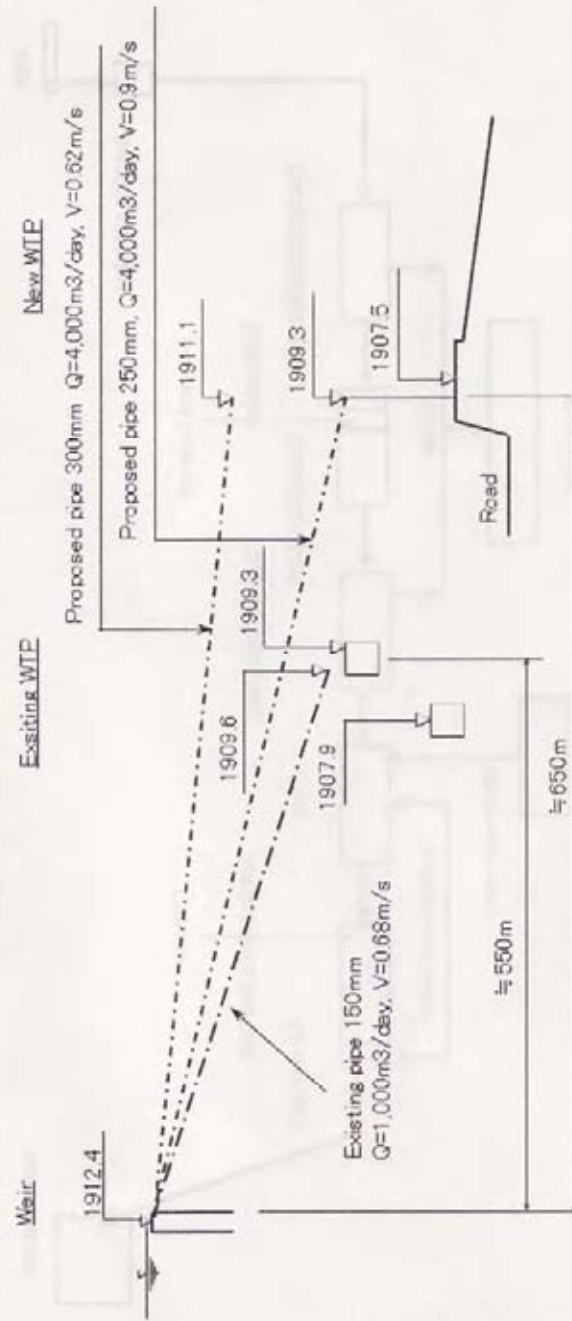 Weir
Exsiting WTP
New WTP
Proposed pipe 300mm Q=4,000m3/day, V=0.62m/s
Proposed pipe 250mm, Q=4,000m3/day, V=0.9m/s
1912.4
1911.1
1909.3
1909.6
1909.3
1907.9
1907.5
Road
Existing pipe 150mm
Q=1,000m3/day, V=0.68m/s
≒550m
≒650m